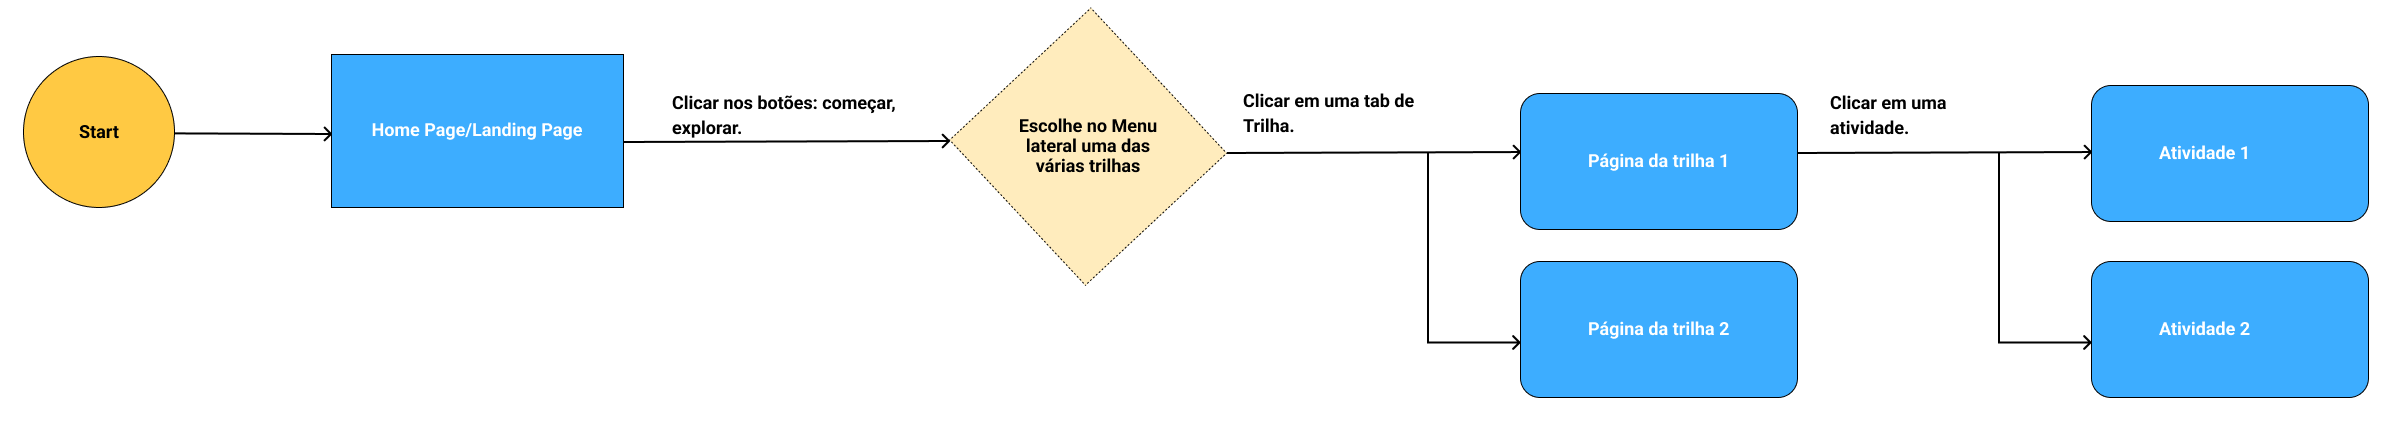 Start
Home Page/Landing Page
Clicar nos botões: começar,
explorar.
Escolhe no Menu
lateral uma das
várias trilhas
Clicar em uma tab de
Trilha.
Página da trilha 1
Página da trilha 2
Clicar em uma
atividade.
Atividade 1
Atividade 2